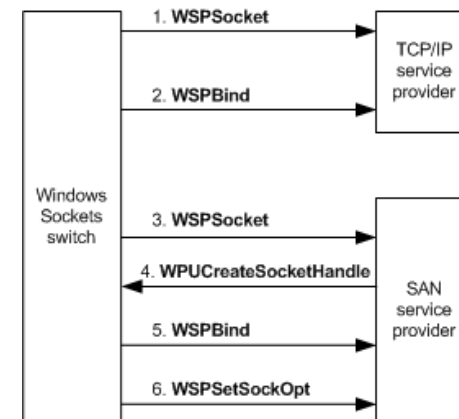 1. WSPSocket
TCP/IP
service
provider
2. WSPBind
Windows
Sockets
switch
3. WSPSocket
4. WPUCreateSocketHandle
SAN
service
provider
5. WSPBind
6. WSPSetSockOpt